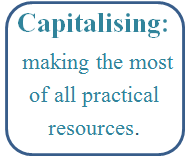 Capitalising:
making the most
of all practical
resources.